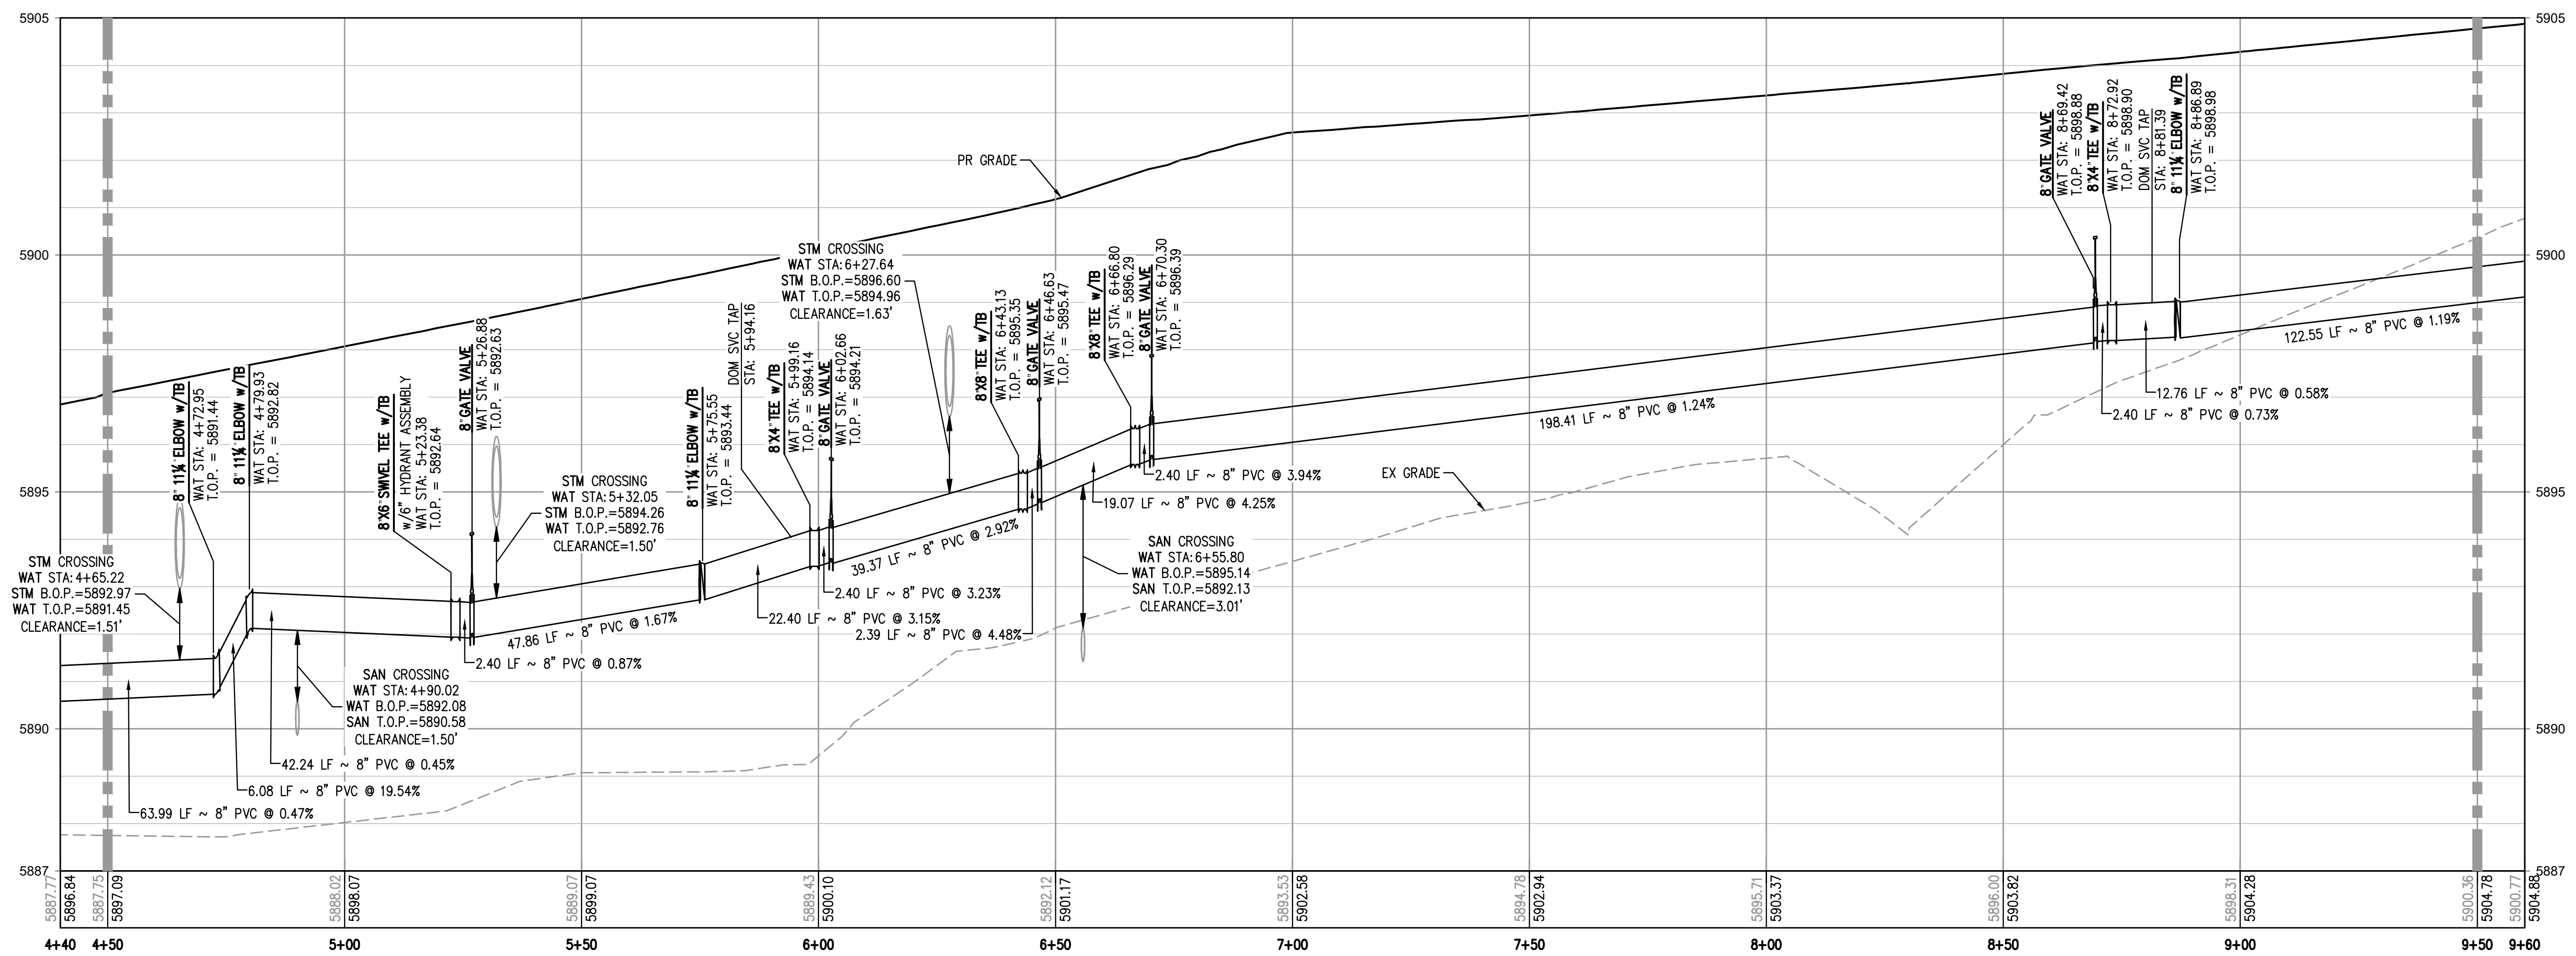 5905
5905
5900
5900
5895
5895
5890
5890
5887
5887
PR GRADE
EX GRADE
STM CROSSING
WAT STA: 4+65.22
STM B.O.P.=5892.97
WAT T.O.P.=5891.45
CLEARANCE=1.51'
8" 11¼° ELBOW w/TB
WAT STA: 4+72.95
T.O.P. = 5891.44
8" 11¼° ELBOW w/TB
WAT STA: 4+79.93
T.O.P. = 5892.82
SAN CROSSING
WAT STA: 4+90.02
WAT B.O.P.=5892.08
SAN T.O.P.=5890.58
CLEARANCE=1.50'
8"X6" SWIVEL TEE w/TB
w/6" HYDRANT ASSEMBLY
WAT STA: 5+23.38
T.O.P. = 5892.64
8" GATE VALVE
WAT STA: 5+26.88
T.O.P. = 5892.63
STM CROSSING
WAT STA: 5+32.05
STM B.O.P.=5894.26
WAT T.O.P.=5892.76
CLEARANCE=1.50'
8" 11¼° ELBOW w/TB
WAT STA: 5+75.55
T.O.P. = 5893.44
DOM SVC TAP
STA: 5+94.16
8"X4" TEE w/TB
WAT STA: 5+99.16
T.O.P. = 5894.14
8" GATE VALVE
WAT STA: 6+02.66
T.O.P. = 5894.21
STM CROSSING
WAT STA: 6+27.64
STM B.O.P.=5896.60
WAT T.O.P.=5894.96
CLEARANCE=1.63'
8"X8" TEE w/TB
WAT STA: 6+43.13
T.O.P. = 5895.35
8" GATE VALVE
WAT STA: 6+46.63
T.O.P. = 5895.47
SAN CROSSING
WAT STA: 6+55.80
WAT B.O.P.=5895.14
SAN T.O.P.=5892.13
CLEARANCE=3.01'
8"X8" TEE w/TB
WAT STA: 6+66.80
T.O.P. = 5896.29
8" GATE VALVE
WAT STA: 6+70.30
T.O.P. = 5896.39
8" GATE VALVE
WAT STA: 8+69.42
T.O.P. = 5898.88
8"X4" TEE w/TB
WAT STA: 8+72.92
T.O.P. = 5898.90
DOM SVC TAP
STA: 8+81.39
8" 11¼° ELBOW w/TB
WAT STA: 8+86.89
T.O.P. = 5898.98
63.99 LF ~ 8" PVC @ 0.47%
6.08 LF ~ 8" PVC @ 19.54%
42.24 LF ~ 8" PVC @ 0.45%
2.40 LF ~ 8" PVC @ 0.87%
47.86 LF ~ 8" PVC @ 1.67%
22.40 LF ~ 8" PVC @ 3.15%
2.40 LF ~ 8" PVC @ 3.23%
39.37 LF ~ 8" PVC @ 2.92%
2.39 LF ~ 8" PVC @ 4.48%
19.07 LF ~ 8" PVC @ 4.25%
2.40 LF ~ 8" PVC @ 3.94%
198.41 LF ~ 8" PVC @ 1.24%
2.40 LF ~ 8" PVC @ 0.73%
12.76 LF ~ 8" PVC @ 0.58%
122.55 LF ~ 8" PVC @ 1.19%
5887.77
5896.84
5887.75
5897.09
5888.02
5898.07
5889.07
5899.07
5889.43
5900.10
5892.12
5901.17
5893.53
5902.58
5894.78
5902.94
5895.71
5903.37
5896.00
5903.82
5898.31
5904.28
5900.36
5904.78
5900.77
5904.88
4+40
4+50
5+00
5+50
6+00
6+50
7+00
7+50
8+00
8+50
9+00
9+50
9+60